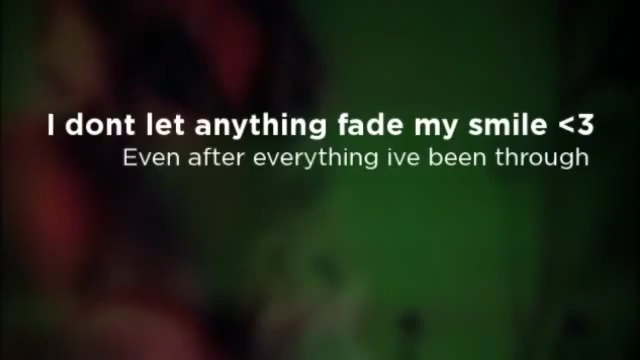 I dont let anything fade my smile <3
Even after everything ive been through